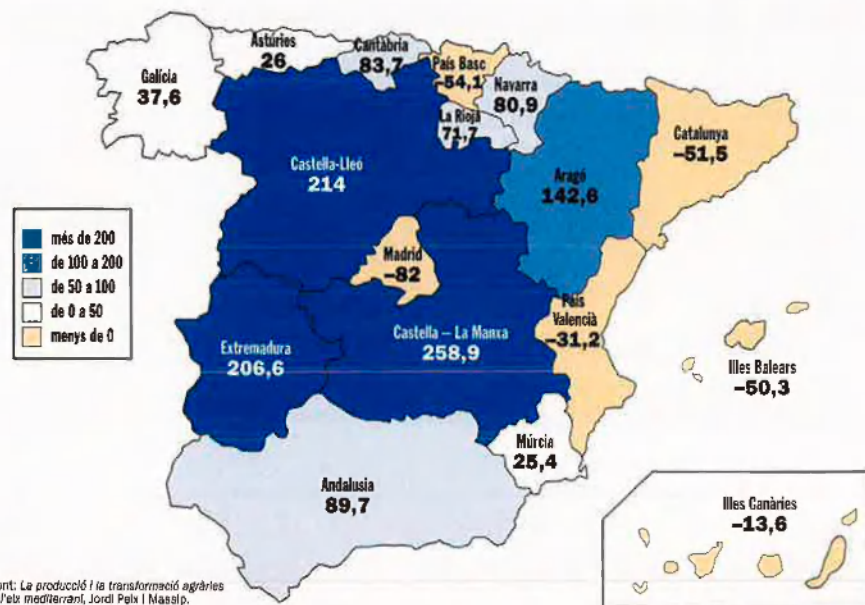 Astúries
26
Cantàbria
83,7
País Basc
–54,1
Navarra
80,9
Galícia
37,6
La Rioja
71,7
Catalunya
–51,5
Castella-Lleó
214
Aragó
142,6
més de 200
de 100 a 200
de 50 a 100
de 0 a 50
menys de 0
Madrid
–82
País
Valencià
–31,2
Extremadura
206,6
Castella – La Manxa
258,9
Illes Balears
–50,3
Múrcia
25,4
Andalusia
89,7
Illes Canàries
–13,6
nt: La producció i la transformació agràries
l'eix mediterrani, Jordi Peix i Massip.